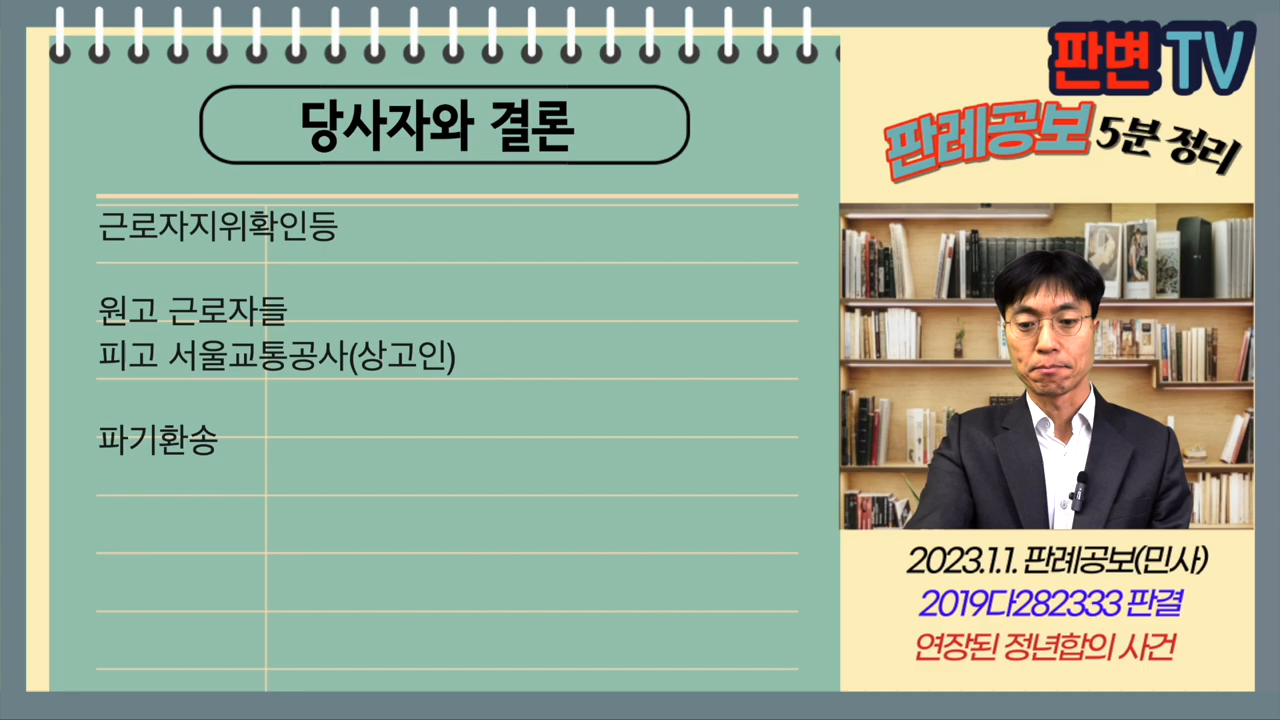 당사자와 결론
근로자지위확인등
원고 근로자들
피고 서울교통공사(상고인)
파기환송
판변 TV
판례공보 5분 정리
2023.1.1. 판례공보(민사)
2019다282333 판결
연장된 정년합의 사건